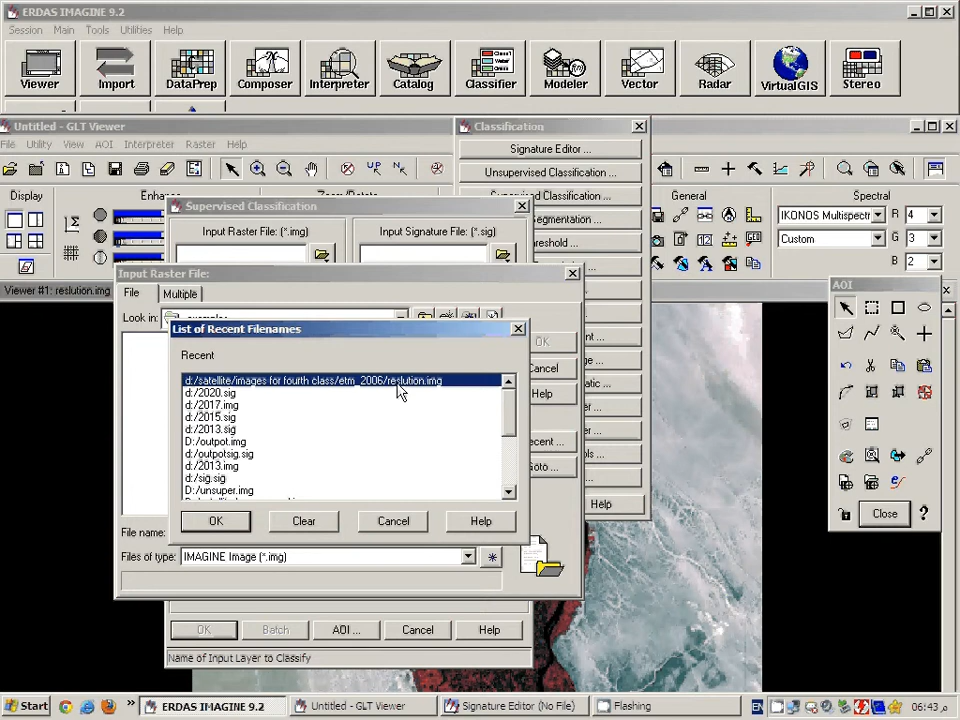 ERDAS IMAGINE 9.2
Session Main Tools Utilities Help
Viewer Import DataPrep Composer Interpreter Catalog Classifier Modeler Vector Radar VirtualGIS Stereo
Untitled - GLT Viewer
File Utility View AOI Interpreter Raster Help
Classification
Signature Editor ...
Unsupervised Classification ...
Supervised Classification ...
Help
Display
General
Spectral
IKONOS Multispectr
R 4
Custom
G 3
B 2
Viewer #1: reslution.img
AOI
Close
Supervised Classification
Input Raster File: (*.img)
Input Signature File: (*.sig)
Input Raster File:
File Multiple
Look in:
OK
Cancel
Help
List of Recent Filenames
Recent
d:/satellite/images for fourth class/etm_2006/reslution.img
d:/2020.sig
d:/2017.img
d:/2015.sig
d:/2013.sig
D:/outpot.img
d:/outpotsig.sig
d:/2013.img
d:/sig.sig
D:/unsuper.img
OK Clear Cancel Help
File name:
Files of type: IMAGINE Image (*.img)
OK Batch AOI ... Cancel Help
Name of Input Layer to Classify
Start
ERDAS IMAGINE 9.2
Untitled - GLT Viewer
Signature Editor (No File)
Flashing
EN
06:43 م